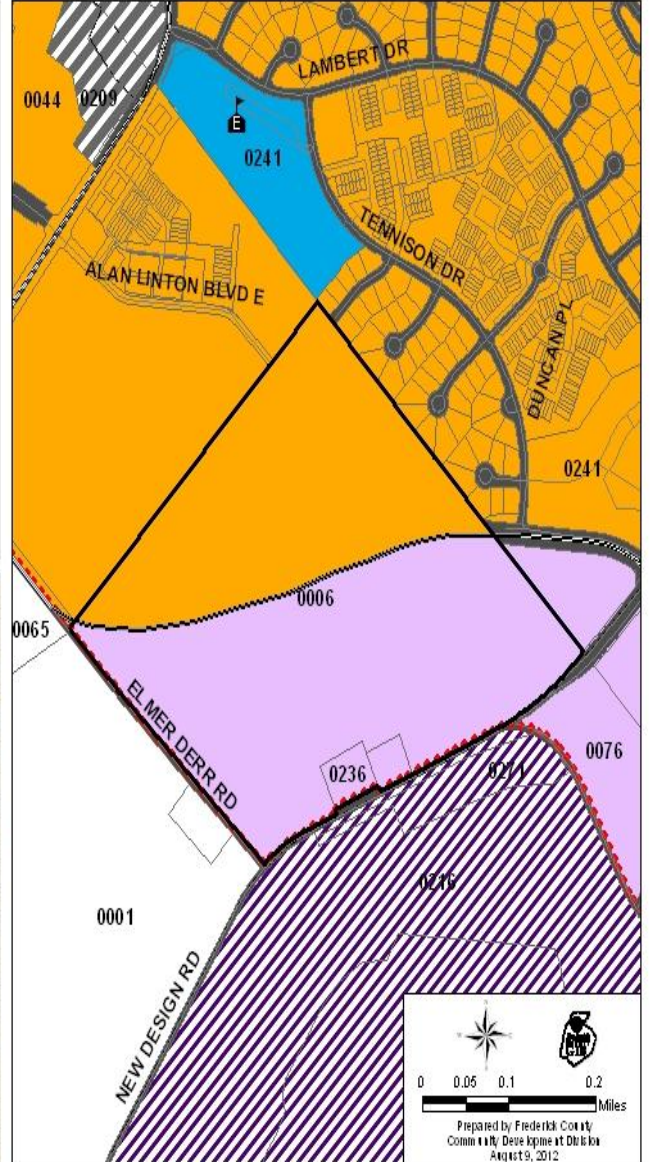 LAMBERT DR
0044
0209
E
0241
TENNISON DR
ALAN LINTON BLVD E
DUNCAN PL
0241
0006
0065
ELMER DERR RD
0076
0236
0271
0216
0001
NEW DESIGN RD
0 0.05 0.1 0.2
Miles
Prepared by Frederick County
Community Development Division
August 9, 2012